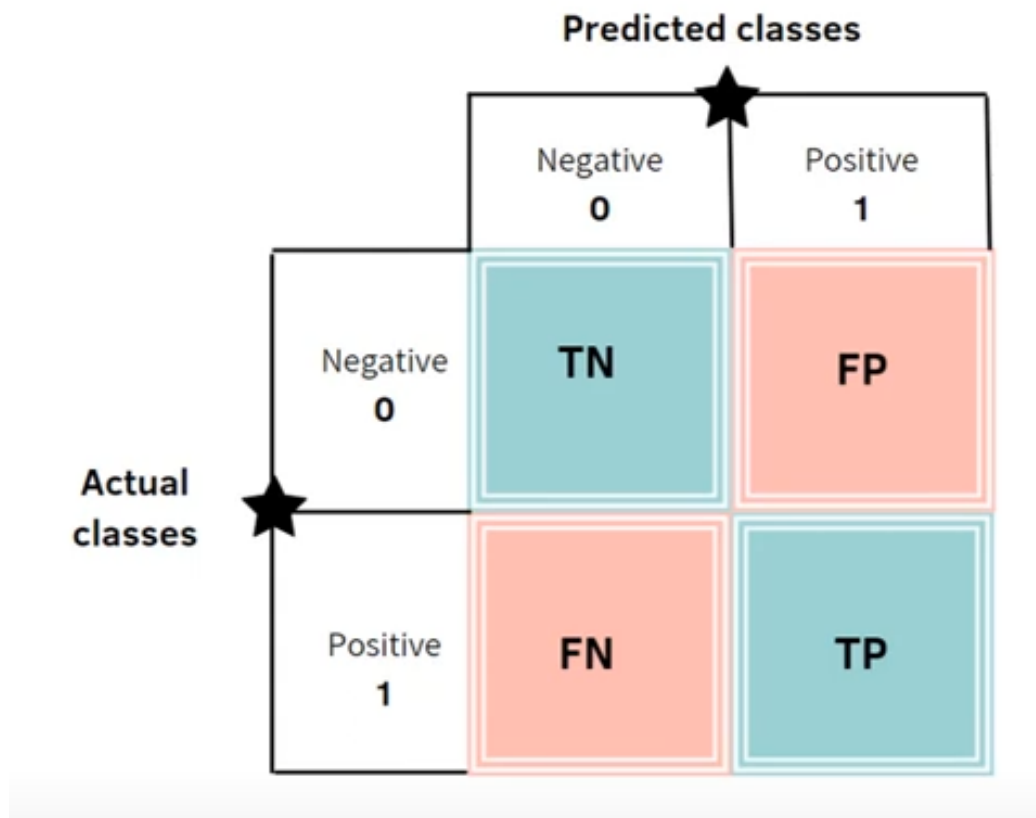 Predicted classes
Negative
0
Positive
1
Negative
0
TN
FP
Actual
classes
Positive
1
FN
TP